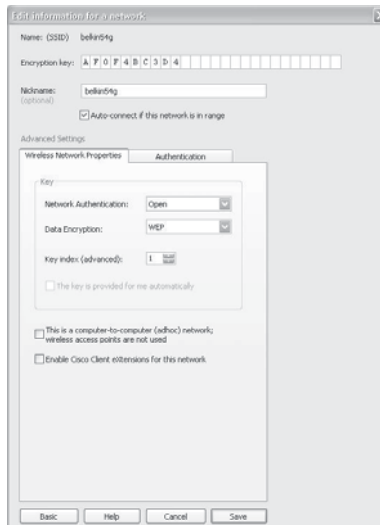 Edit information for a network
Name: (SSID) belkin54g
Encryption key: A F 0 F 4 B C 3 D 4
Nickname: belkin54g
(optional)
Auto-connect if this network is in range
Advanced Settings
Wireless Network Properties Authentication
Key
Network Authentication: Open
Data Encryption: WEP
Key index (advanced): 1
The key is provided for me automatically
This is a computer-to-computer (adhoc) network;
wireless access points are not used
Enable Cisco Client eXtensions for this network
Basic Help Cancel Save